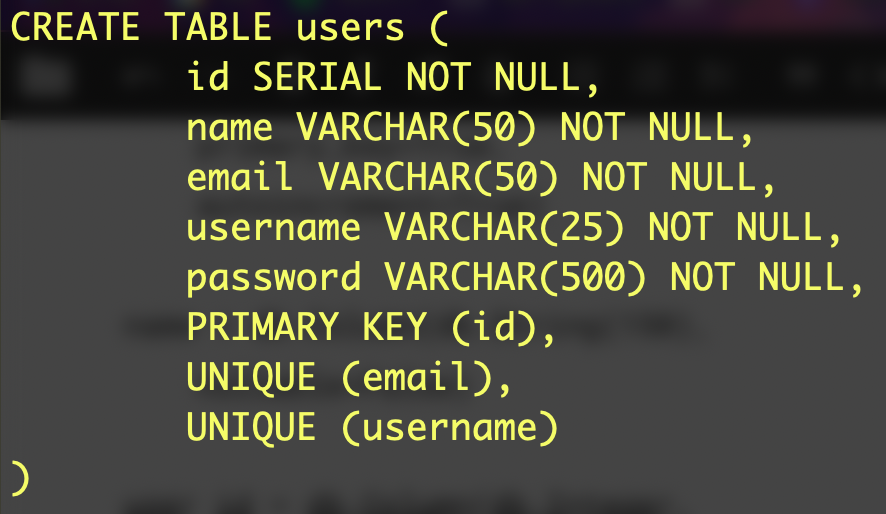 CREATE TABLE users (
id SERIAL NOT NULL,
name VARCHAR(50) NOT NULL,
email VARCHAR(50) NOT NULL,
username VARCHAR(25) NOT NULL,
password VARCHAR(500) NOT NULL,
PRIMARY KEY (id),
UNIQUE (email),
UNIQUE (username)
)